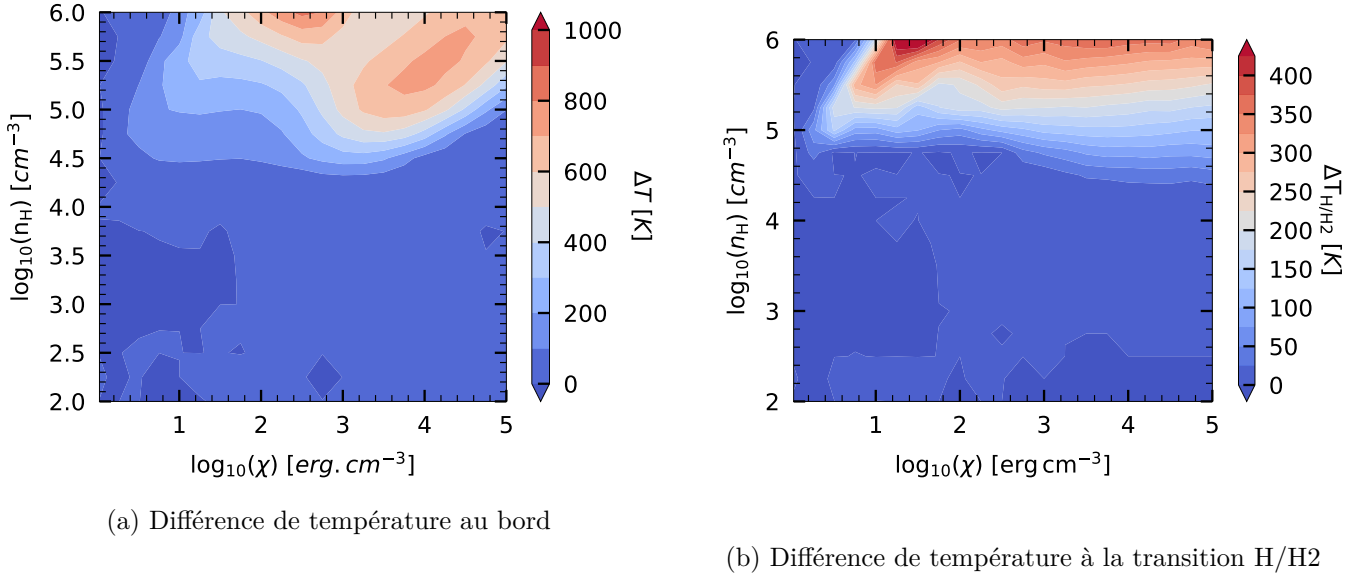 6.0
5.5
5.0
4.5
4.0
3.5
3.0
2.5
2.0
log₁₀(n_H) [cm⁻³]
1 2 3 4 5
log₁₀(χ) [erg.cm⁻³]
1000
800
600
400
200
0
ΔT [K]
(a) Différence de température au bord
6
5
4
3
2
log₁₀(n_H) [cm⁻³]
1 2 3 4 5
log₁₀(χ) [erg cm⁻³]
400
350
300
250
200
150
100
50
0
ΔT_H/H2 [K]
(b) Différence de température à la transition H/H2